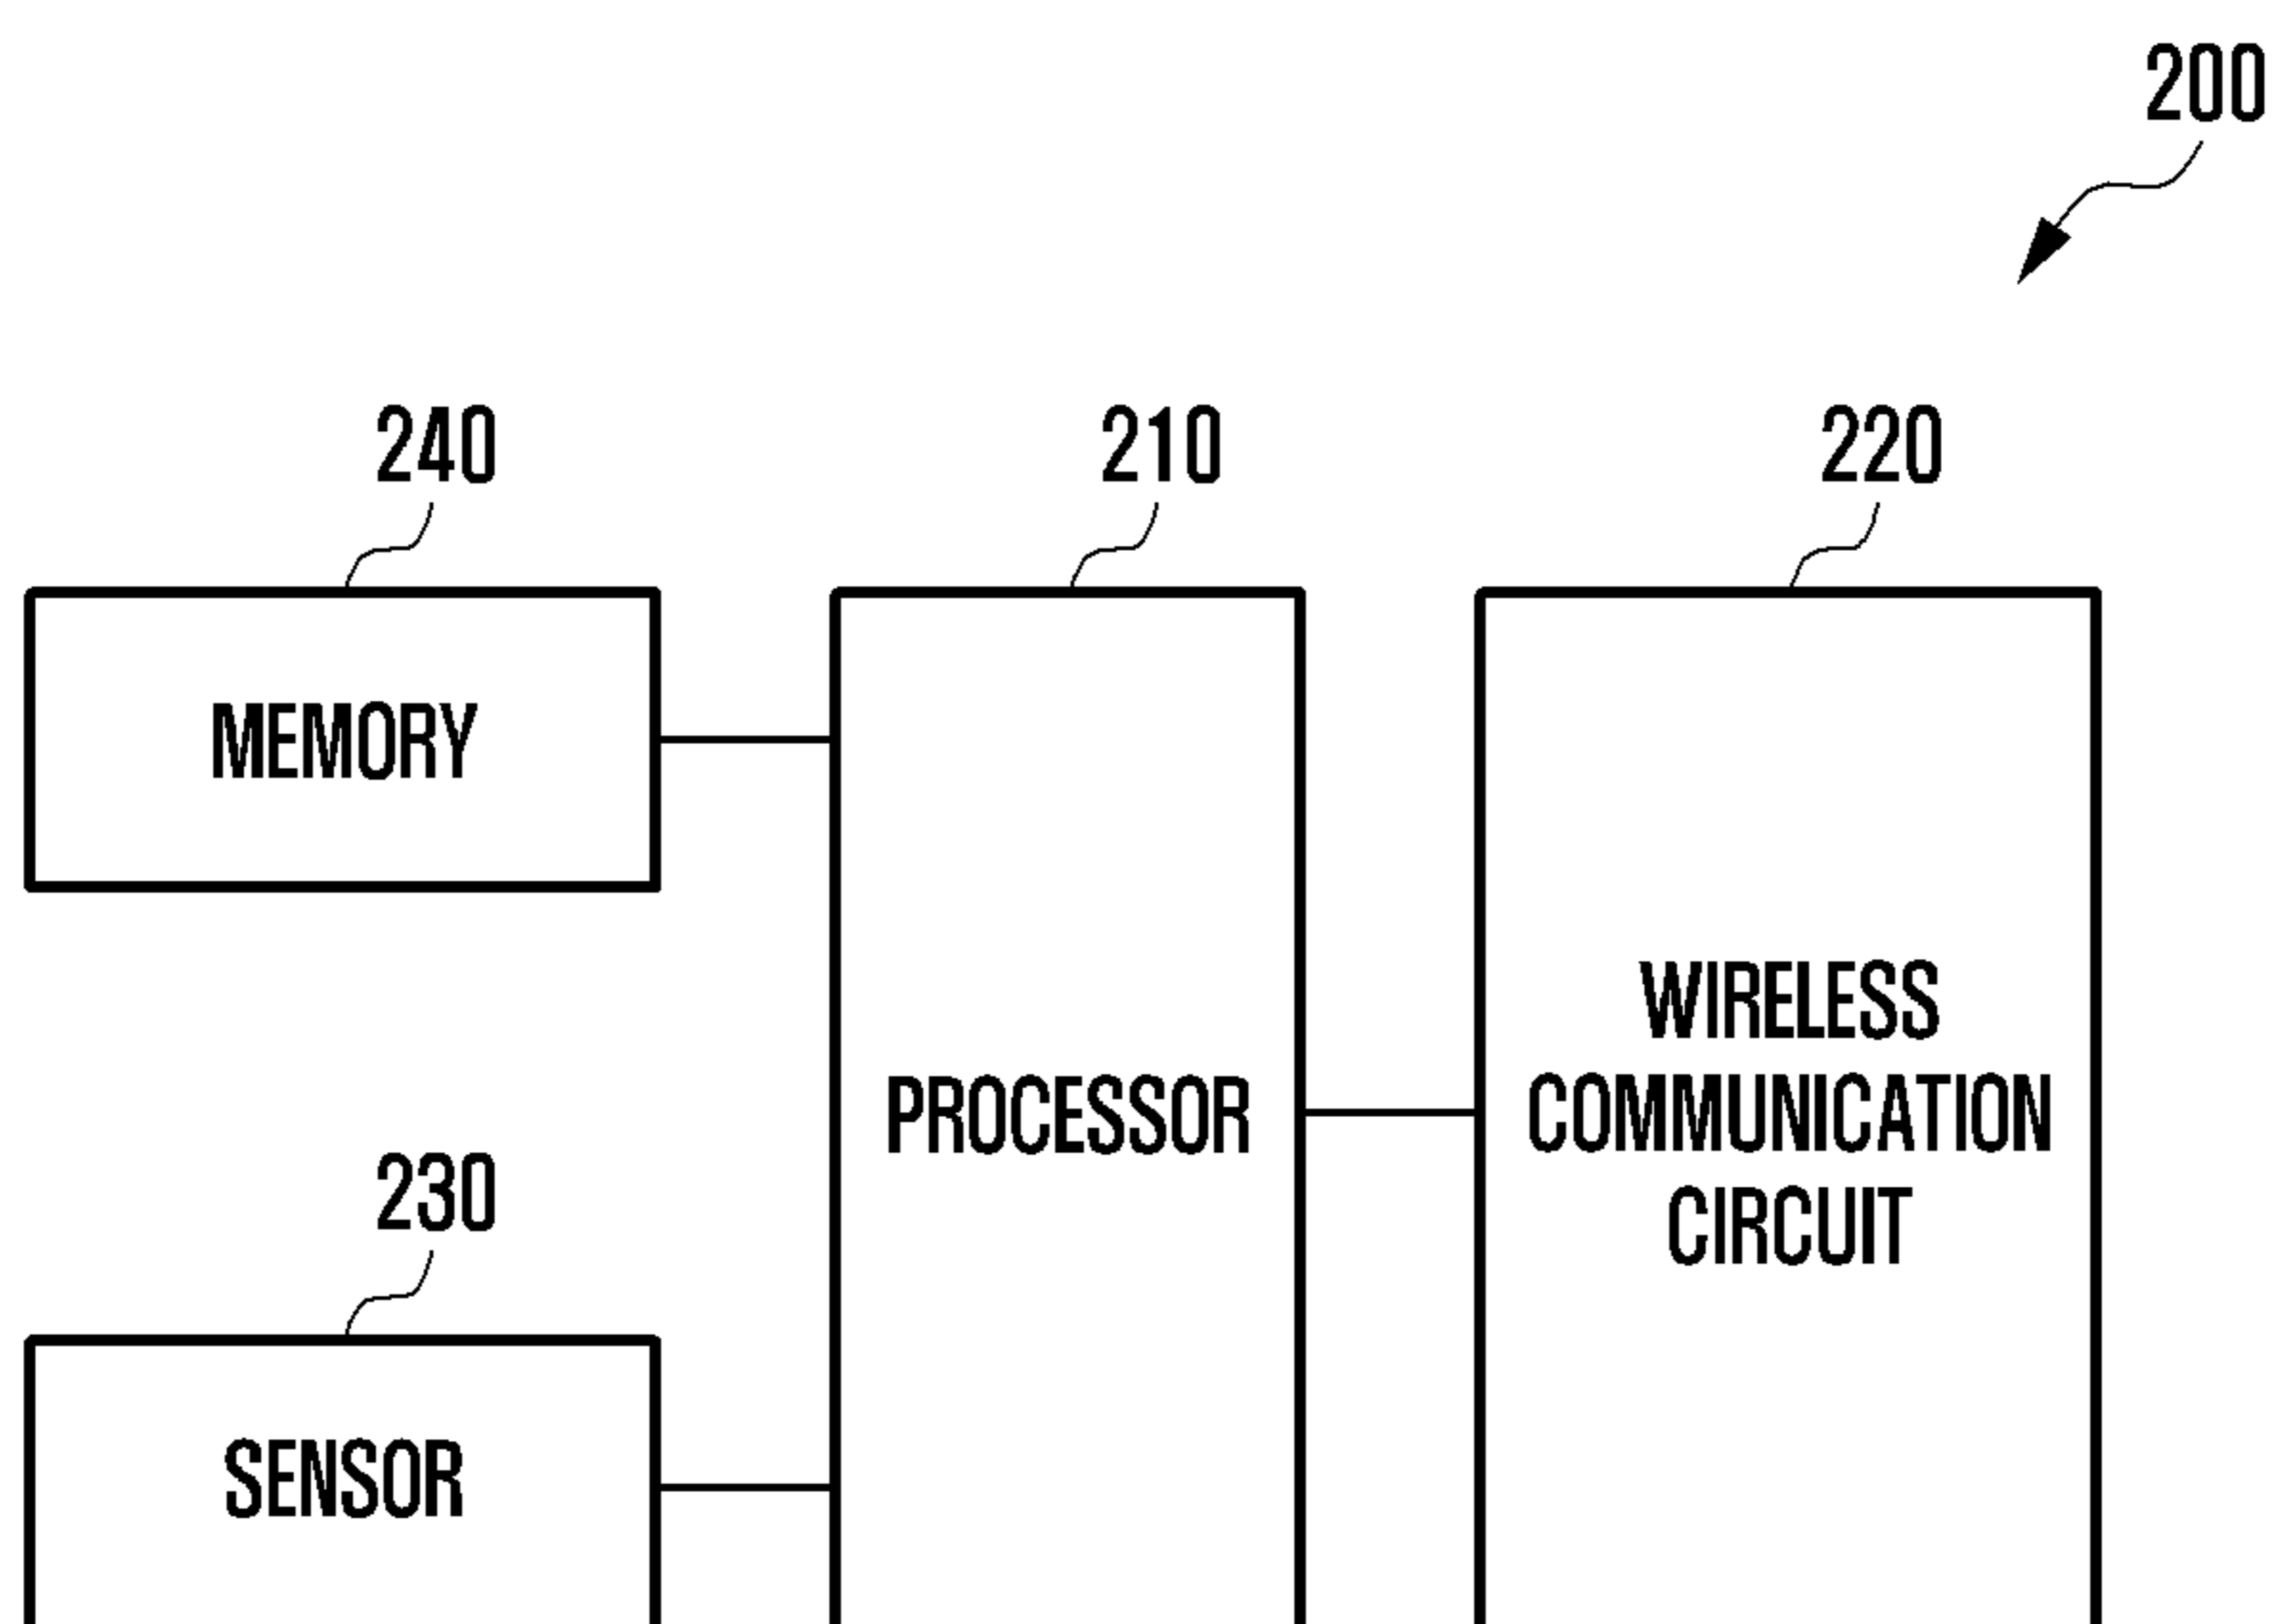 200
240
210
220
MEMORY
WIRELESS
COMMUNICATION
CIRCUIT
PROCESSOR
230
SENSOR